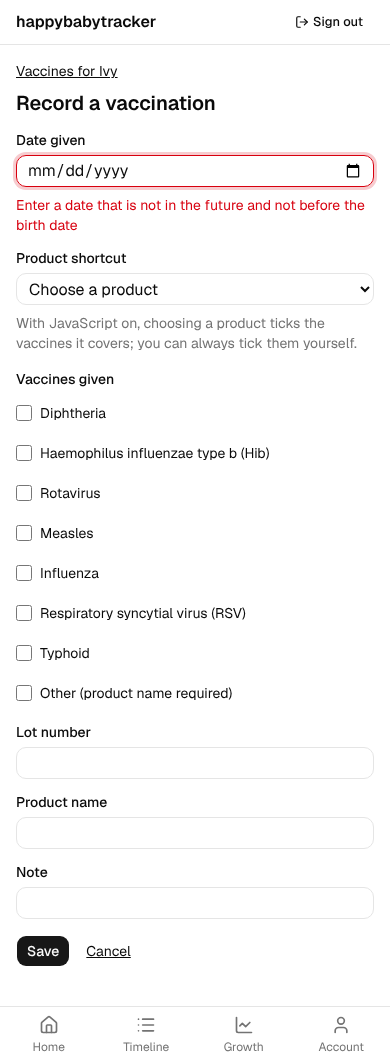 happybabytracker
Sign out
Vaccines for Ivy
Record a vaccination
Date given
mm/dd/yyyy
Enter a date that is not in the future and not before the
birth date
Product shortcut
Choose a product
With JavaScript on, choosing a product ticks the
vaccines it covers; you can always tick them yourself.
Vaccines given
Diphtheria
Haemophilus influenzae type b (Hib)
Rotavirus
Measles
Influenza
Respiratory syncytial virus (RSV)
Typhoid
Other (product name required)
Lot number
Product name
Note
Save Cancel
Home Timeline Growth Account